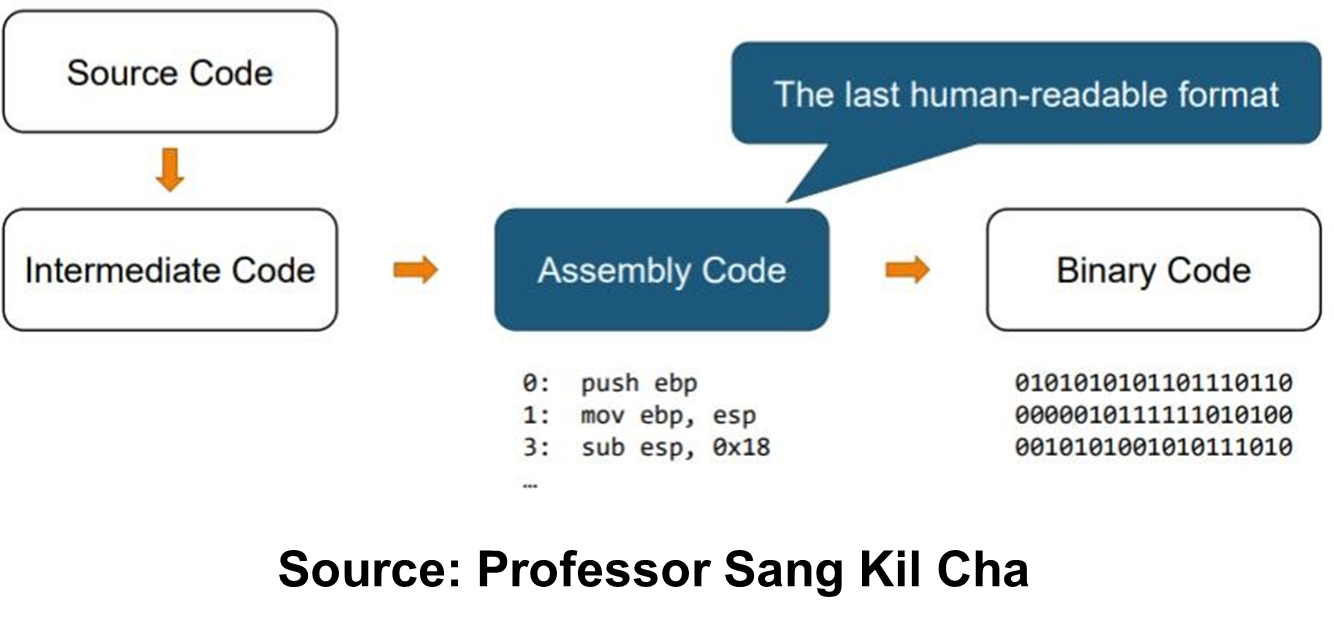 Source Code
The last human-readable format
Intermediate Code
Assembly Code
Binary Code
0: push ebp
1: mov ebp, esp
3: sub esp, 0x18
…
0101010101101110110
0000010111111010100
0010101001010111010
Source: Professor Sang Kil Cha